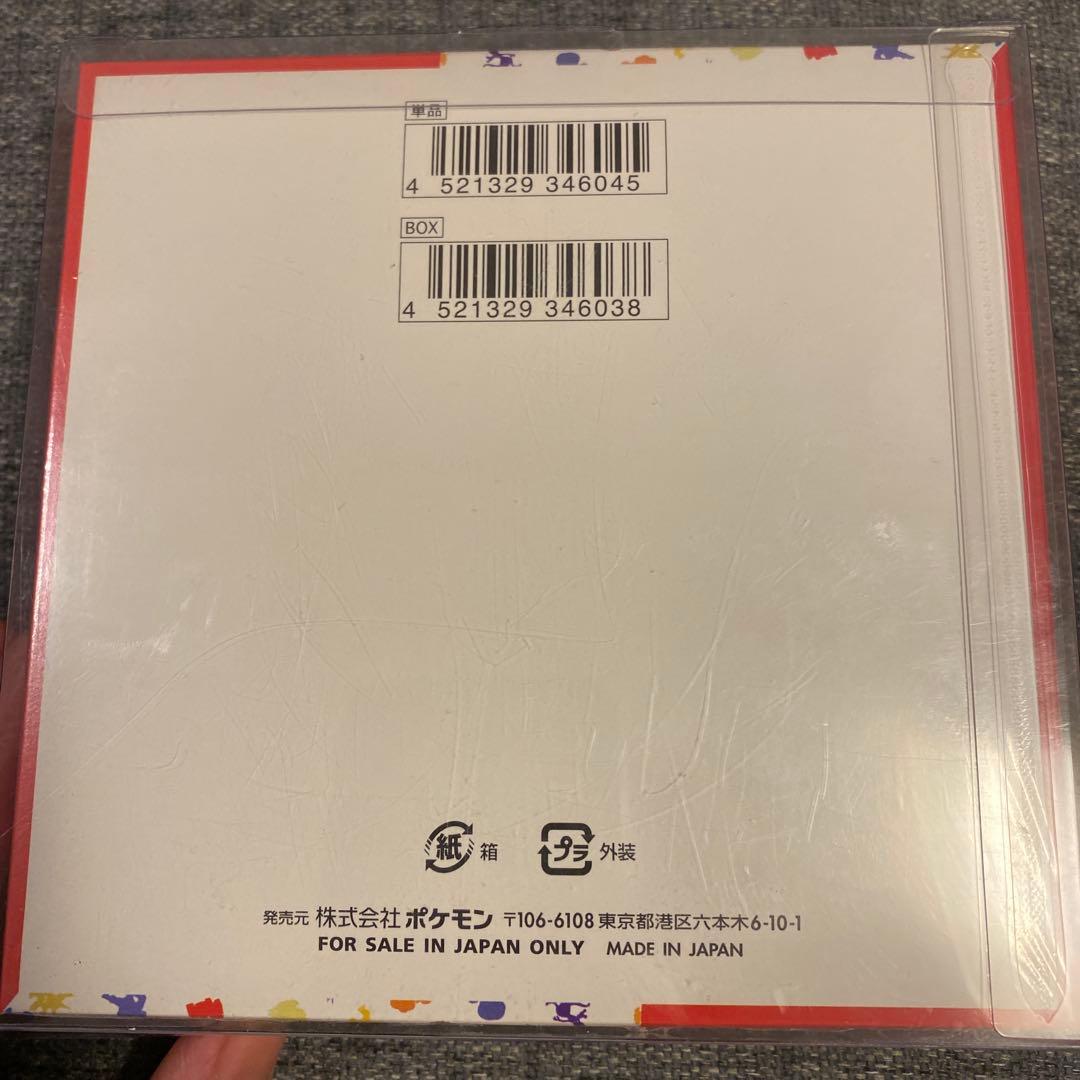 単品
4 521329 346045
BOX
4 521329 346038
紙 箱 プラ 外装
発売元 株式会社 ポケモン 〒106-6108 東京都港区六本木6-10-1
FOR SALE IN JAPAN ONLY MADE IN JAPAN